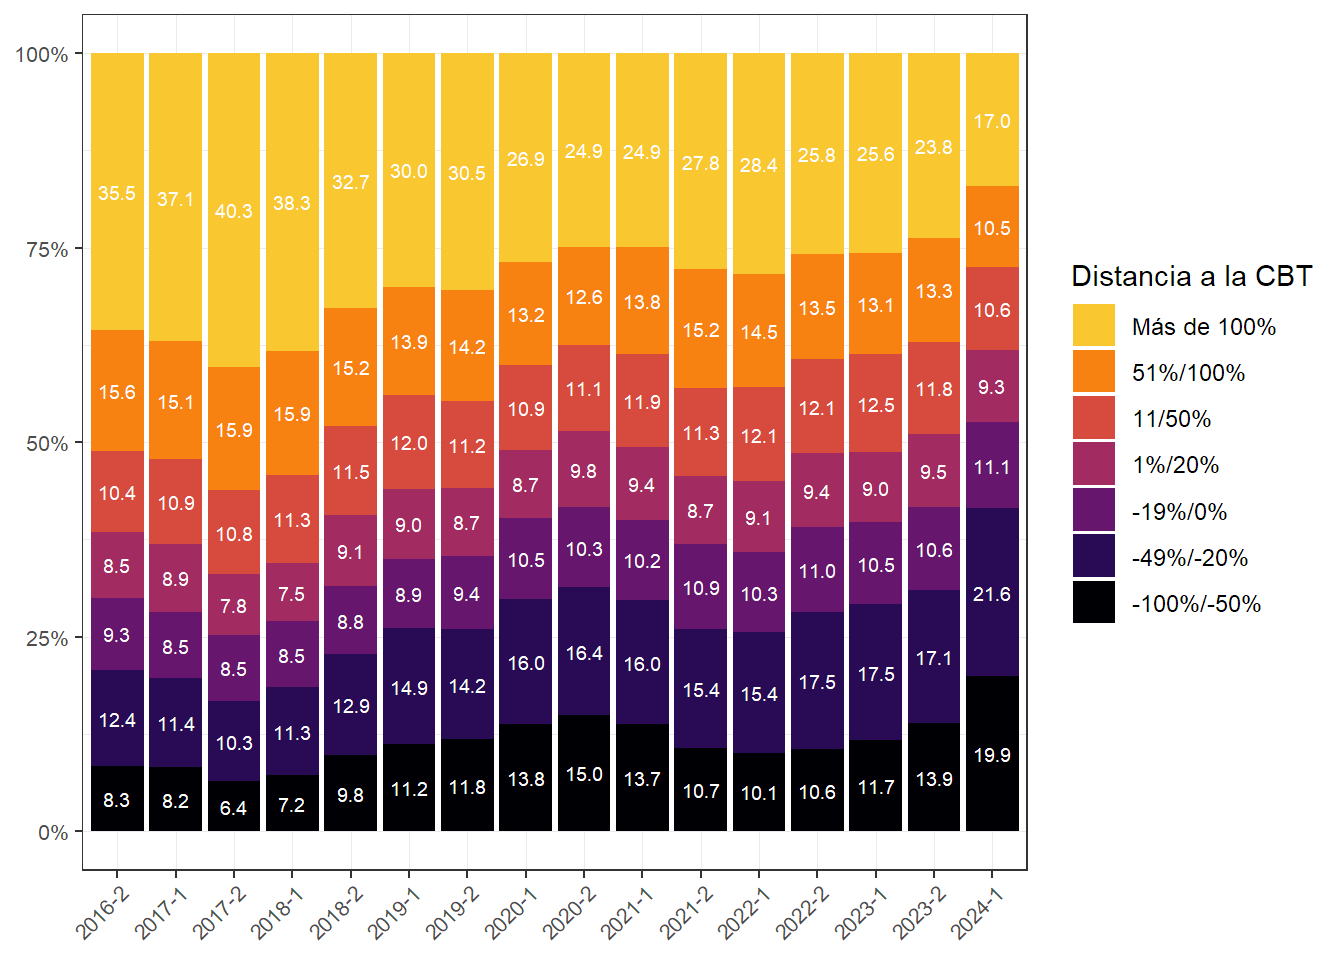 100%
75%
50%
25%
0%
35.5 37.1 40.3 38.3 32.7 30.0 30.5 26.9 24.9 24.9 27.8 28.4 25.8 25.6 23.8 17.0
15.6 15.1 15.9 15.9 15.2 13.9 14.2 13.2 12.6 13.8 15.2 14.5 13.5 13.1 13.3 10.5
10.4 10.9 10.8 11.3 11.5 12.0 11.2 10.9 11.1 11.9 11.3 12.1 12.1 12.5 11.8 10.6
8.5 8.9 7.8 7.5 9.1 9.0 8.7 8.7 9.8 9.4 8.7 9.1 9.4 9.0 9.5 9.3
9.3 8.5 8.5 8.5 8.8 8.9 9.4 10.5 10.3 10.2 10.9 10.3 11.0 10.5 10.6 11.1
12.4 11.4 10.3 11.3 12.9 14.9 14.2 16.0 16.4 16.0 15.4 15.4 17.5 17.5 17.1 21.6
8.3 8.2 6.4 7.2 9.8 11.2 11.8 13.8 15.0 13.7 10.7 10.1 10.6 11.7 13.9 19.9
2016-2 2017-1 2017-2 2018-1 2018-2 2019-1 2019-2 2020-1 2020-2 2021-1 2021-2 2022-1 2022-2 2023-1 2023-2 2024-1
Distancia a la CBT
Más de 100%
51%/100%
11/50%
1%/20%
-19%/0%
-49%/-20%
-100%/-50%